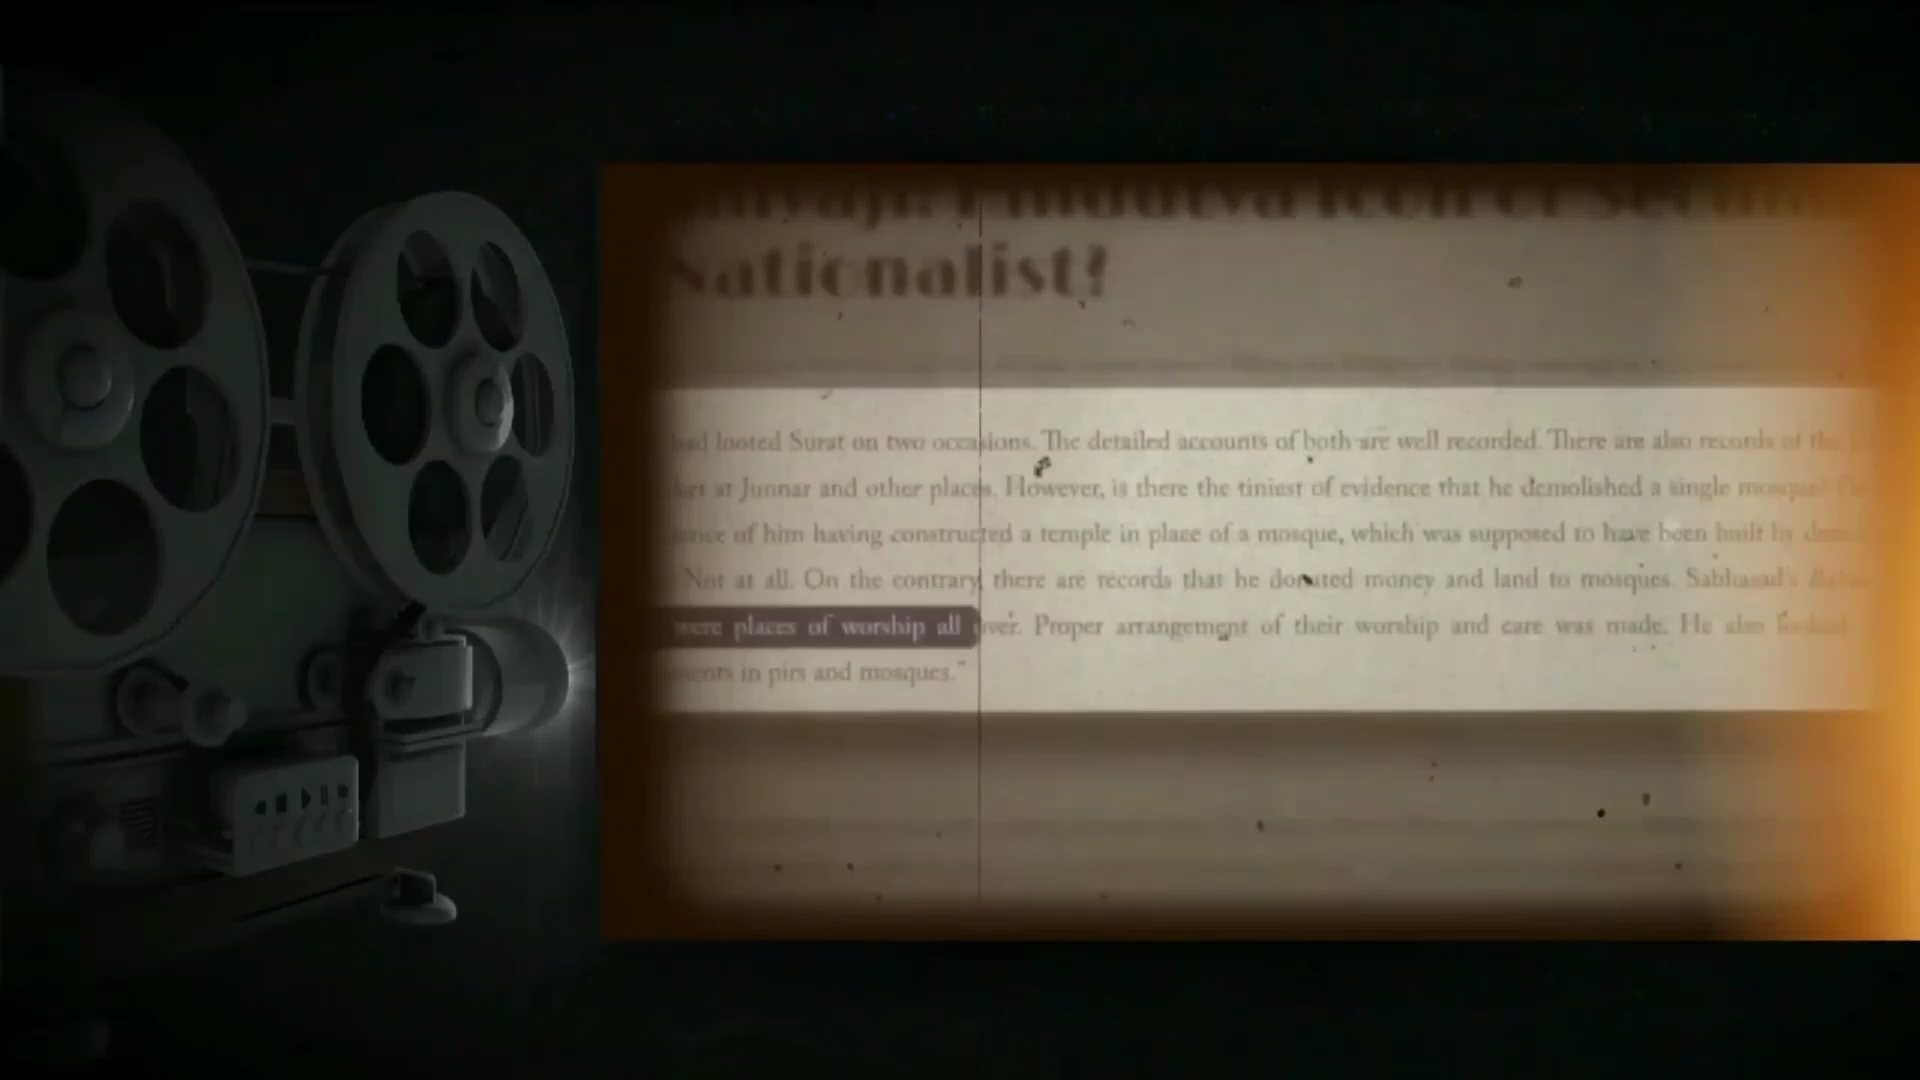 Nationalist?
had looted Surat on two occasions. The detailed accounts of both are well recorded. There are also records of the
at Junnar and other places. However, is there the tiniest of evidence that he demolished a single mosque?
of him having constructed a temple in place of a mosque, which was supposed to have been built by
Not at all. On the contrary, there are records that he donated money and land to mosques. Sabhasad's
were places of worship all over. Proper arrangement of their worship and care was made. He also
in pirs and mosques."